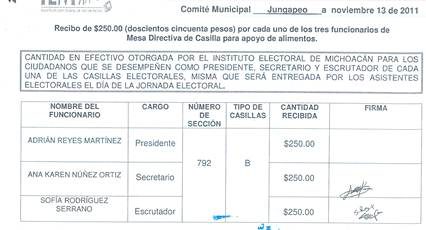 Comité Municipal Jungapeo a noviembre 13 de 2011
Recibo de $250.00 (doscientos cincuenta pesos) por cada uno de los tres funcionarios de
Mesa Directiva de Casilla para apoyo de alimentos.
CANTIDAD EN EFECTIVO OTORGADA POR EL INSTITUTO ELECTORAL DE MICHOACÁN PARA LOS
CIUDADANOS QUE SE DESEMPEÑEN COMO PRESIDENTE, SECRETARIO Y ESCRUTADOR DE CADA
UNA DE LAS CASILLAS ELECTORALES, MISMA QUE SERÁ ENTREGADA POR LOS ASISTENTES
ELECTORALES EL DÍA DE LA JORNADA ELECTORAL.
NOMBRE DEL FUNCIONARIO CARGO NÚMERO DE SECCIÓN TIPO DE CASILLAS CANTIDAD RECIBIDA FIRMA
ADRIÁN REYES MARTÍNEZ Presidente $250.00
792 B
ANA KAREN NÚÑEZ ORTIZ Secretario $250.00
SOFÍA RODRÍGUEZ
SERRANO Escrutador $250.00